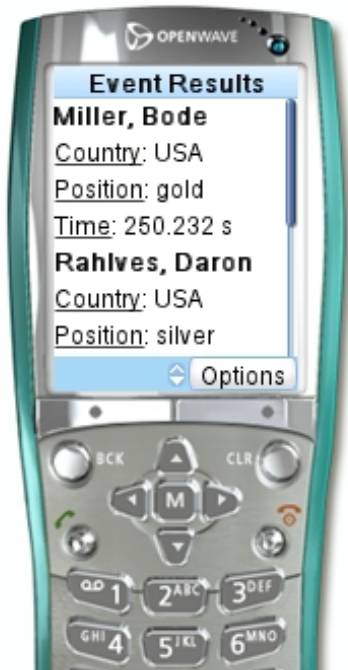 OPENWAVE
Event Results
Miller, Bode
Country: USA
Position: gold
Time: 250.232 s
Rahlves, Daron
Country: USA
Position: silver
Options
BCK
CLR
M
1 2ABC 3DEF
GHI4 5JKL 6MNO